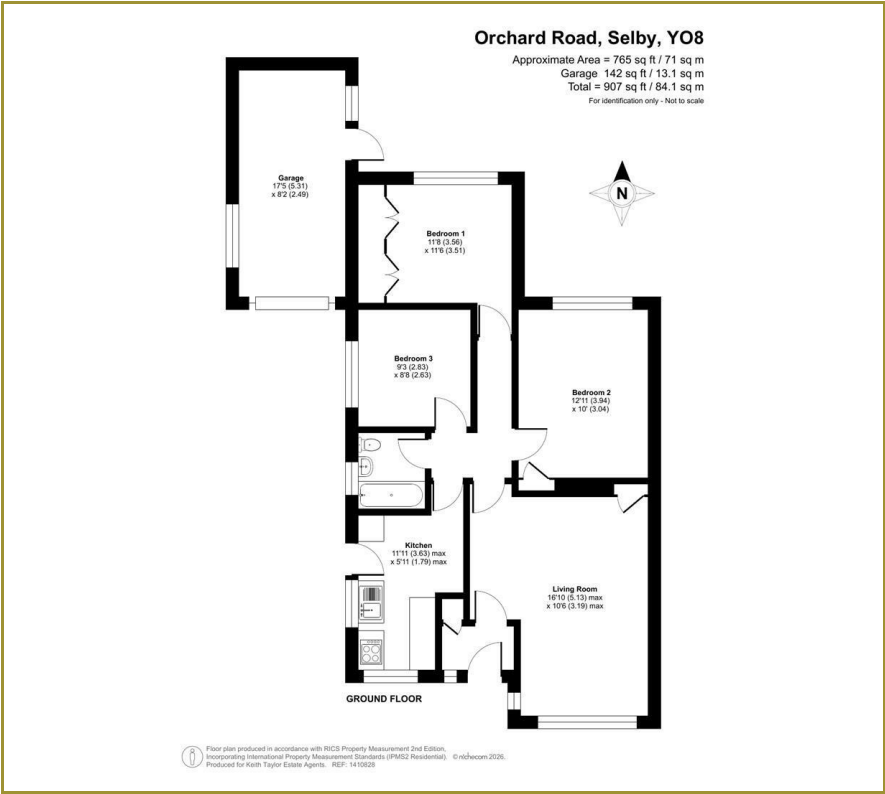 Orchard Road, Selby, YO8
Approximate Area = 765 sq ft / 71 sq m
Garage 142 sq ft / 13.1 sq m
Total = 907 sq ft / 84.1 sq m
For identification only - Not to scale
N
Garage
17'5 (5.31)
x 8'2 (2.49)
Bedroom 1
11'8 (3.56)
x 11'6 (3.51)
Bedroom 3
9'3 (2.83)
x 8'8 (2.63)
Bedroom 2
12'11 (3.94)
x 10' (3.04)
Kitchen
11'11 (3.63) max
x 5'11 (1.79) max
Living Room
16'10 (5.13) max
x 10'6 (3.19) max
GROUND FLOOR
Floor plan produced in accordance with RICS Property Measurement 2nd Edition,
Incorporating International Property Measurement Standards (IPMS2 Residential). © nichecom 2026.
Produced for Keith Taylor Estate Agents. REF: 1410828